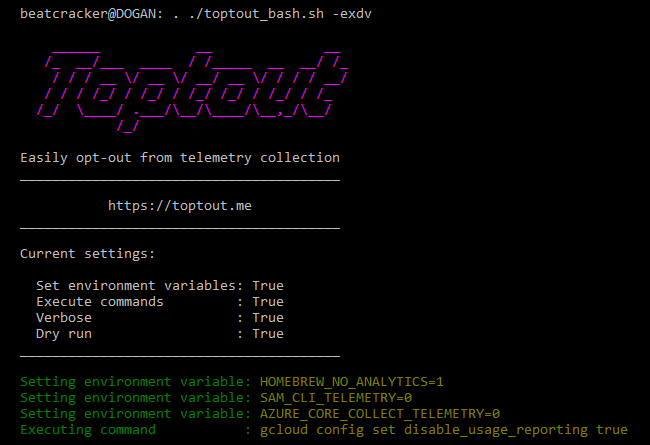 beatcracker@DOGAN: . ./toptout_bash.sh -exdv
Toptout
Easily opt-out from telemetry collection
https://toptout.me
Current settings:
Set environment variables: True
Execute commands : True
Verbose : True
Dry run : True
Setting environment variable: HOMEBREW_NO_ANALYTICS=1
Setting environment variable: SAM_CLI_TELEMETRY=0
Setting environment variable: AZURE_CORE_COLLECT_TELEMETRY=0
Executing command : gcloud config set disable_usage_reporting true